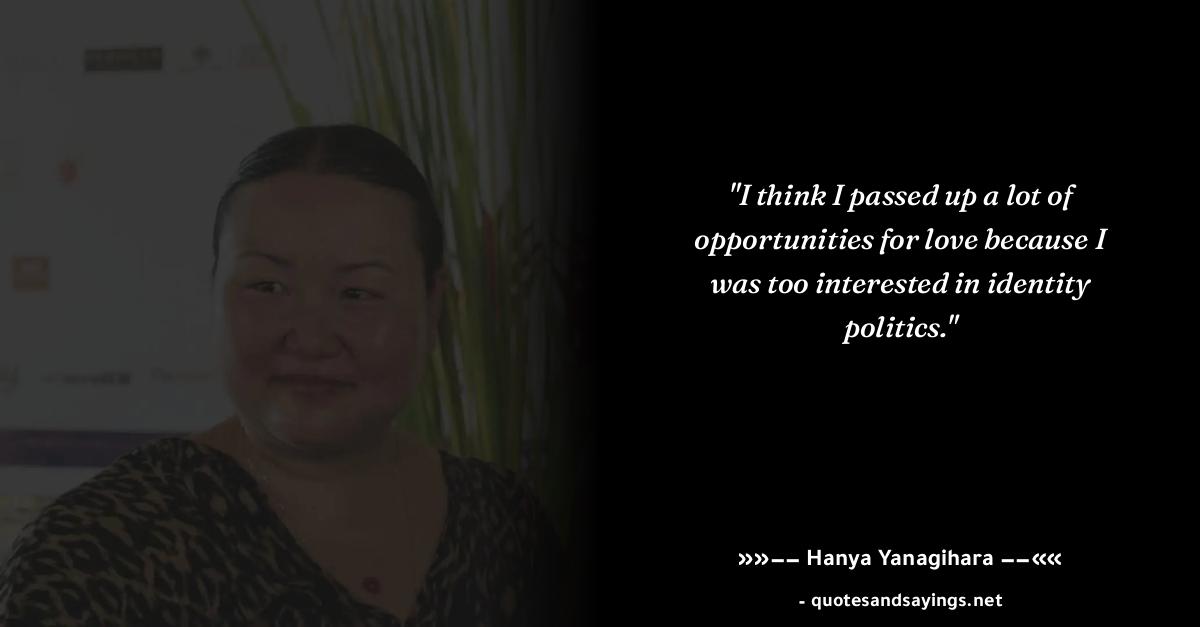 "I think I passed up a lot of
opportunities for love because I
was too interested in identity
politics."
»»−− Hanya Yanagihara −−««
- quotesandsayings.net